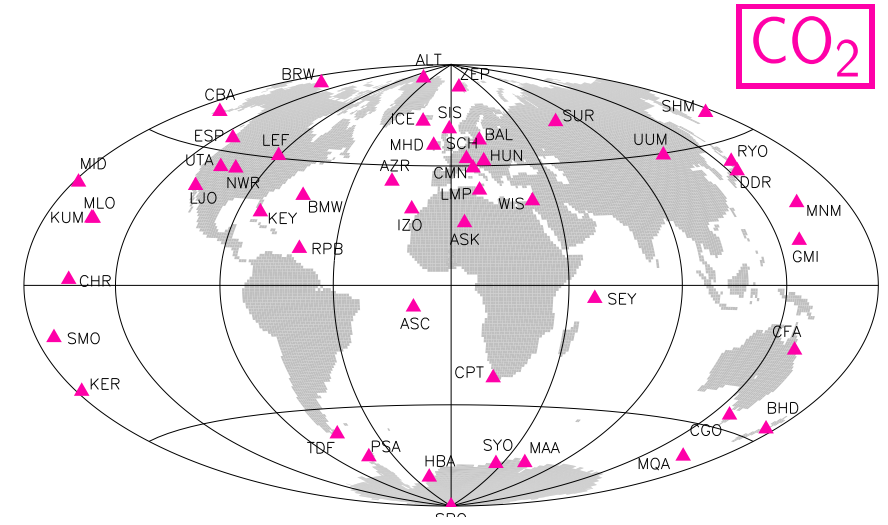 CO2
ALT
BRW
ZEP
CBA
SHM
ICE
SIS
SUR
ESP
LEF
MHD
SCH
BAL
UUM
RYO
MID
UTA
AZR
CMN
HUN
DDR
NWR
LJO
LMP
MLO
KUM
KEY
BMW
IZO
WIS
MNM
ASK
RPB
GMI
CHR
SEY
ASC
SMO
CFA
CPT
KER
BHD
CGO
TDF
PSA
SYO
MAA
HBA
MQA